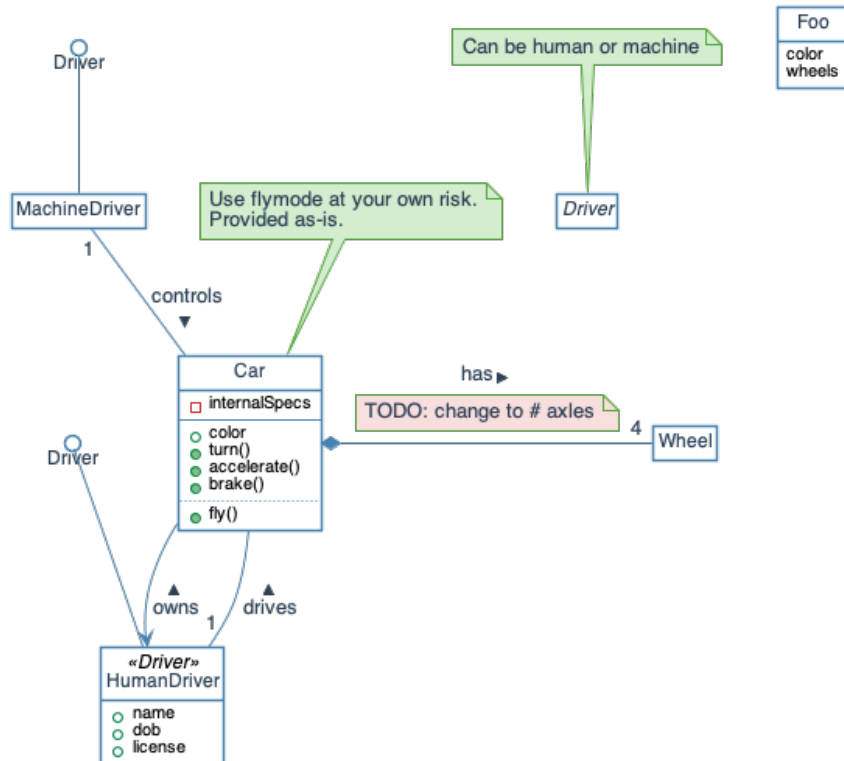 Driver
Can be human or machine
Foo
color
wheels
MachineDriver
Use flymode at your own risk.
Provided as-is.
Driver
1
controls ▼
Car
internalSpecs
color
turn()
accelerate()
brake()
fly()
has ▶
TODO: change to # axles
4
Wheel
Driver
▲ owns
▲ drives
1
«Driver»
HumanDriver
name
dob
license